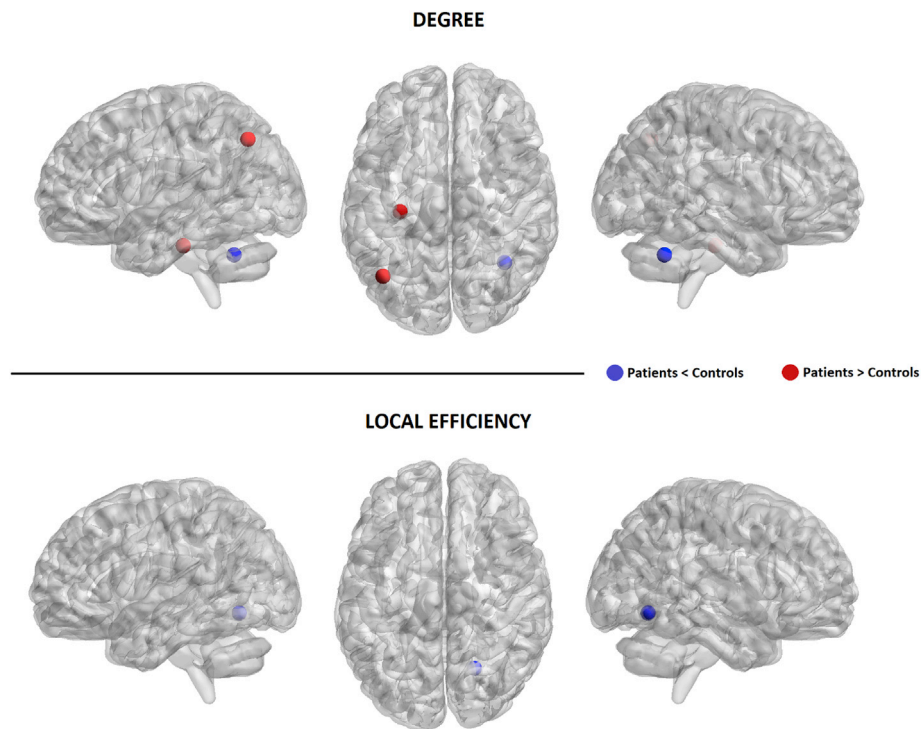 DEGREE
Patients < Controls
Patients > Controls
LOCAL EFFICIENCY